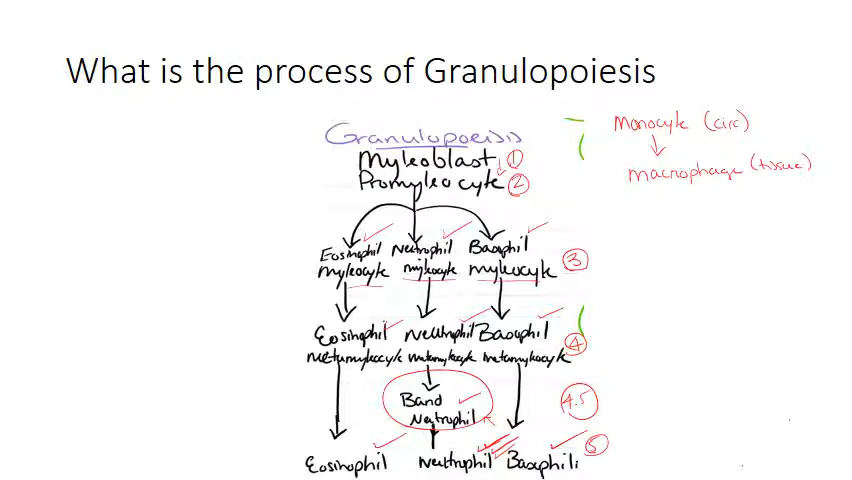 What is the process of Granulopoiesis
Granulopoesis
Myleoblast 1
Promyleocyte 2
Monocyte (circ)
macrophage (tissue)
Eosinophil Neutrophil Basophil
myleocyte myleocyte myleocyte 3
Eosinophil Neutrophil Basophil
metamyleocyte metamyleocyte metamyleocyte 4
Band
Neutrophil
4.5
Eosinophil Neutrophil Basophili 5